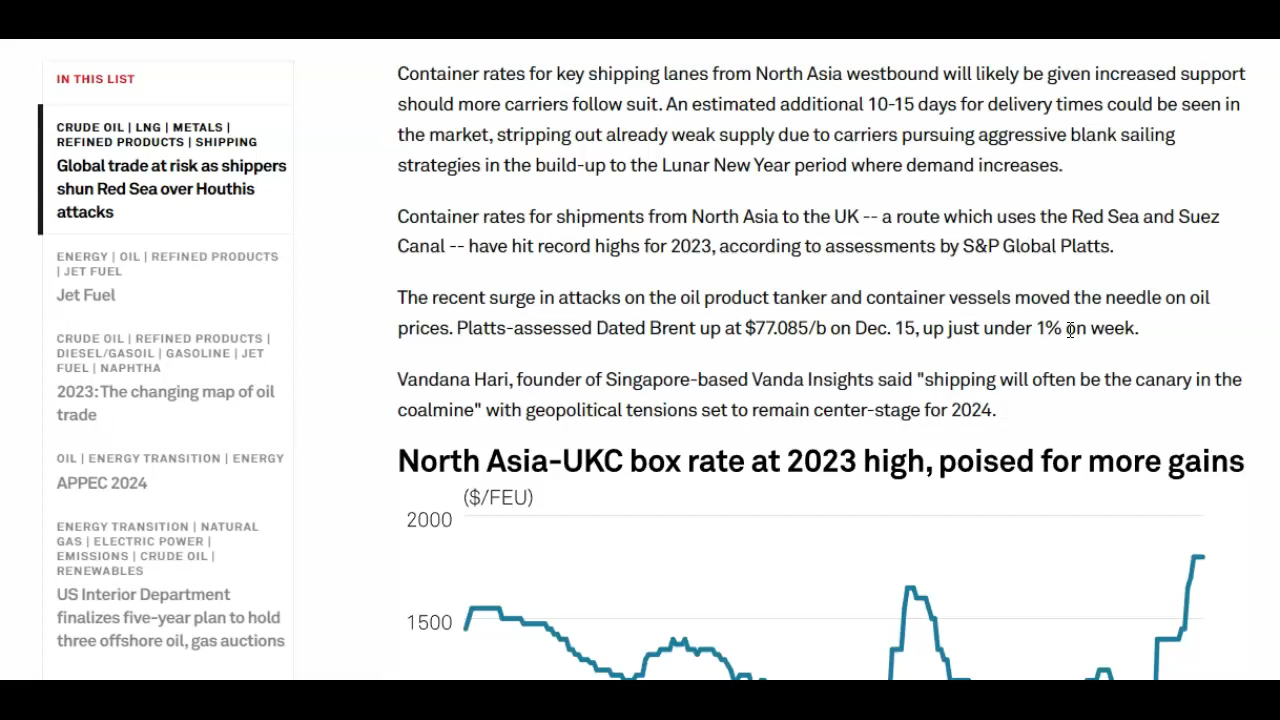 IN THIS LIST
CRUDE OIL | LNG | METALS |
REFINED PRODUCTS | SHIPPING
Global trade at risk as shippers
shun Red Sea over Houthis
attacks
ENERGY | OIL | REFINED PRODUCTS
| JET FUEL
Jet Fuel
CRUDE OIL | REFINED PRODUCTS |
DIESEL/GASOIL | GASOLINE | JET
FUEL | NAPHTHA
2023: The changing map of oil
trade
OIL | ENERGY TRANSITION | ENERGY
APPEC 2024
ENERGY TRANSITION | NATURAL
GAS | ELECTRIC POWER |
EMISSIONS | CRUDE OIL |
RENEWABLES
US Interior Department
finalizes five-year plan to hold
three offshore oil, gas auctions
Container rates for key shipping lanes from North Asia westbound will likely be given increased support
should more carriers follow suit. An estimated additional 10-15 days for delivery times could be seen in
the market, stripping out already weak supply due to carriers pursuing aggressive blank sailing
strategies in the build-up to the Lunar New Year period where demand increases.
Container rates for shipments from North Asia to the UK -- a route which uses the Red Sea and Suez
Canal -- have hit record highs for 2023, according to assessments by S&P Global Platts.
The recent surge in attacks on the oil product tanker and container vessels moved the needle on oil
prices. Platts-assessed Dated Brent up at $77.085/b on Dec. 15, up just under 1% on week.
Vandana Hari, founder of Singapore-based Vanda Insights said "shipping will often be the canary in the
coalmine" with geopolitical tensions set to remain center-stage for 2024.
North Asia-UKC box rate at 2023 high, poised for more gains
($/FEU)
2000
1500